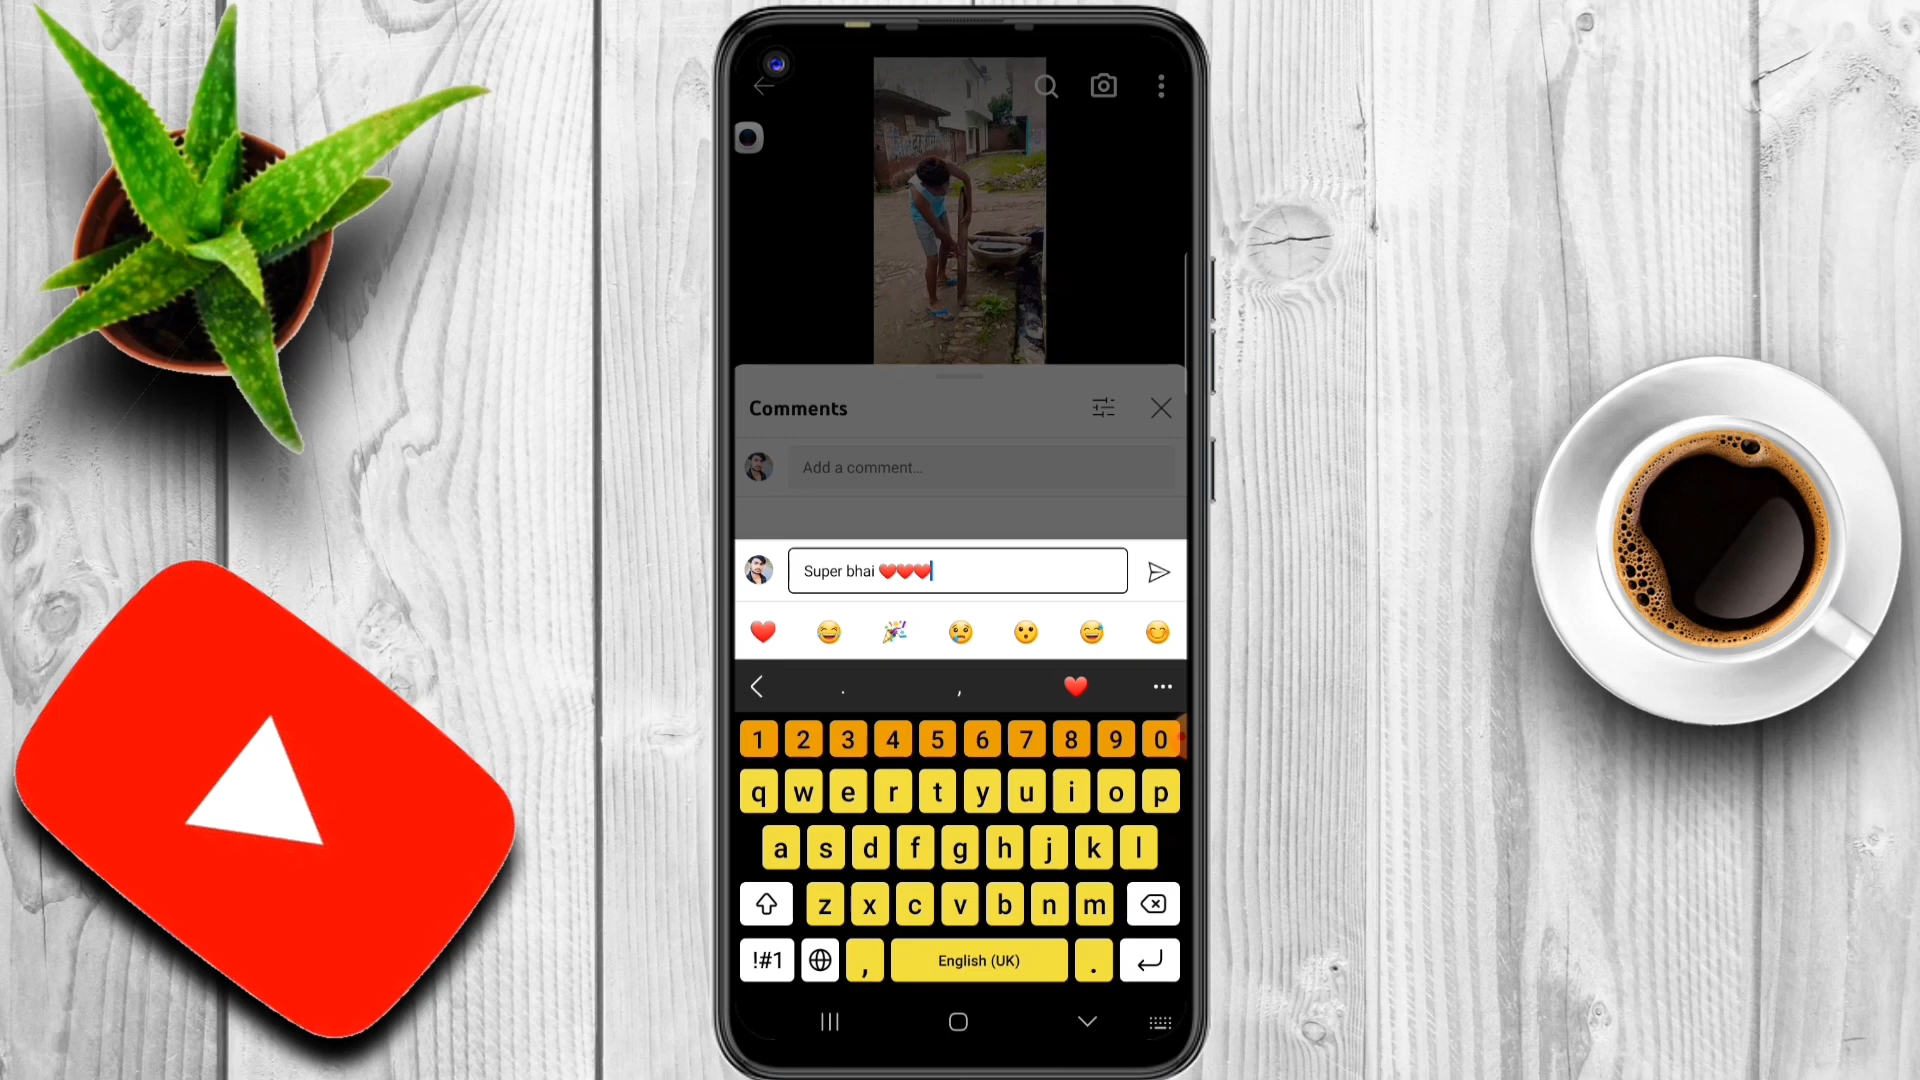 Comments
Add a comment...
Super bhai ❤️❤️❤️
. , ❤️
1 2 3 4 5 6 7 8 9 0
q w e r t y u i o p
a s d f g h j k l
z x c v b n m
!#1 , English (UK) .